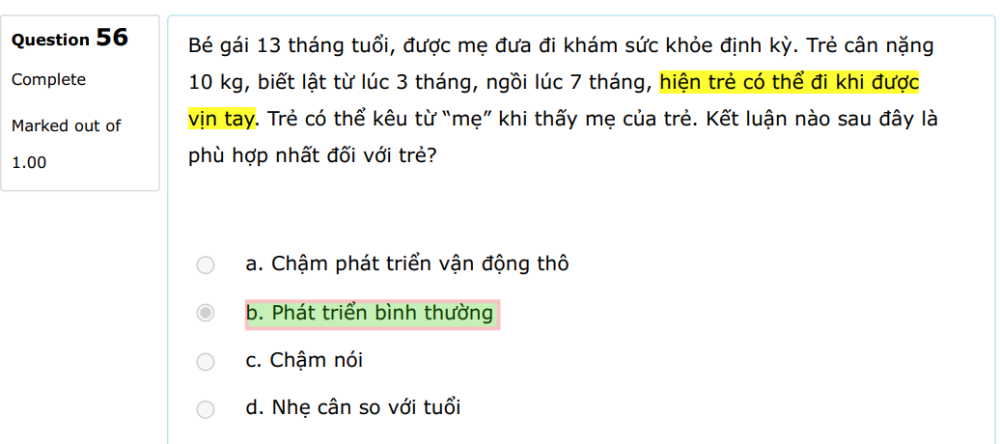 Question 56
Complete
Marked out of
1.00
Bé gái 13 tháng tuổi, được mẹ đưa đi khám sức khỏe định kỳ. Trẻ cân nặng
10 kg, biết lật từ lúc 3 tháng, ngồi lúc 7 tháng, hiện trẻ có thể đi khi được
vịn tay. Trẻ có thể kêu từ “mẹ” khi thấy mẹ của trẻ. Kết luận nào sau đây là
phù hợp nhất đối với trẻ?
a. Chậm phát triển vận động thô
b. Phát triển bình thường
c. Chậm nói
d. Nhẹ cân so với tuổi